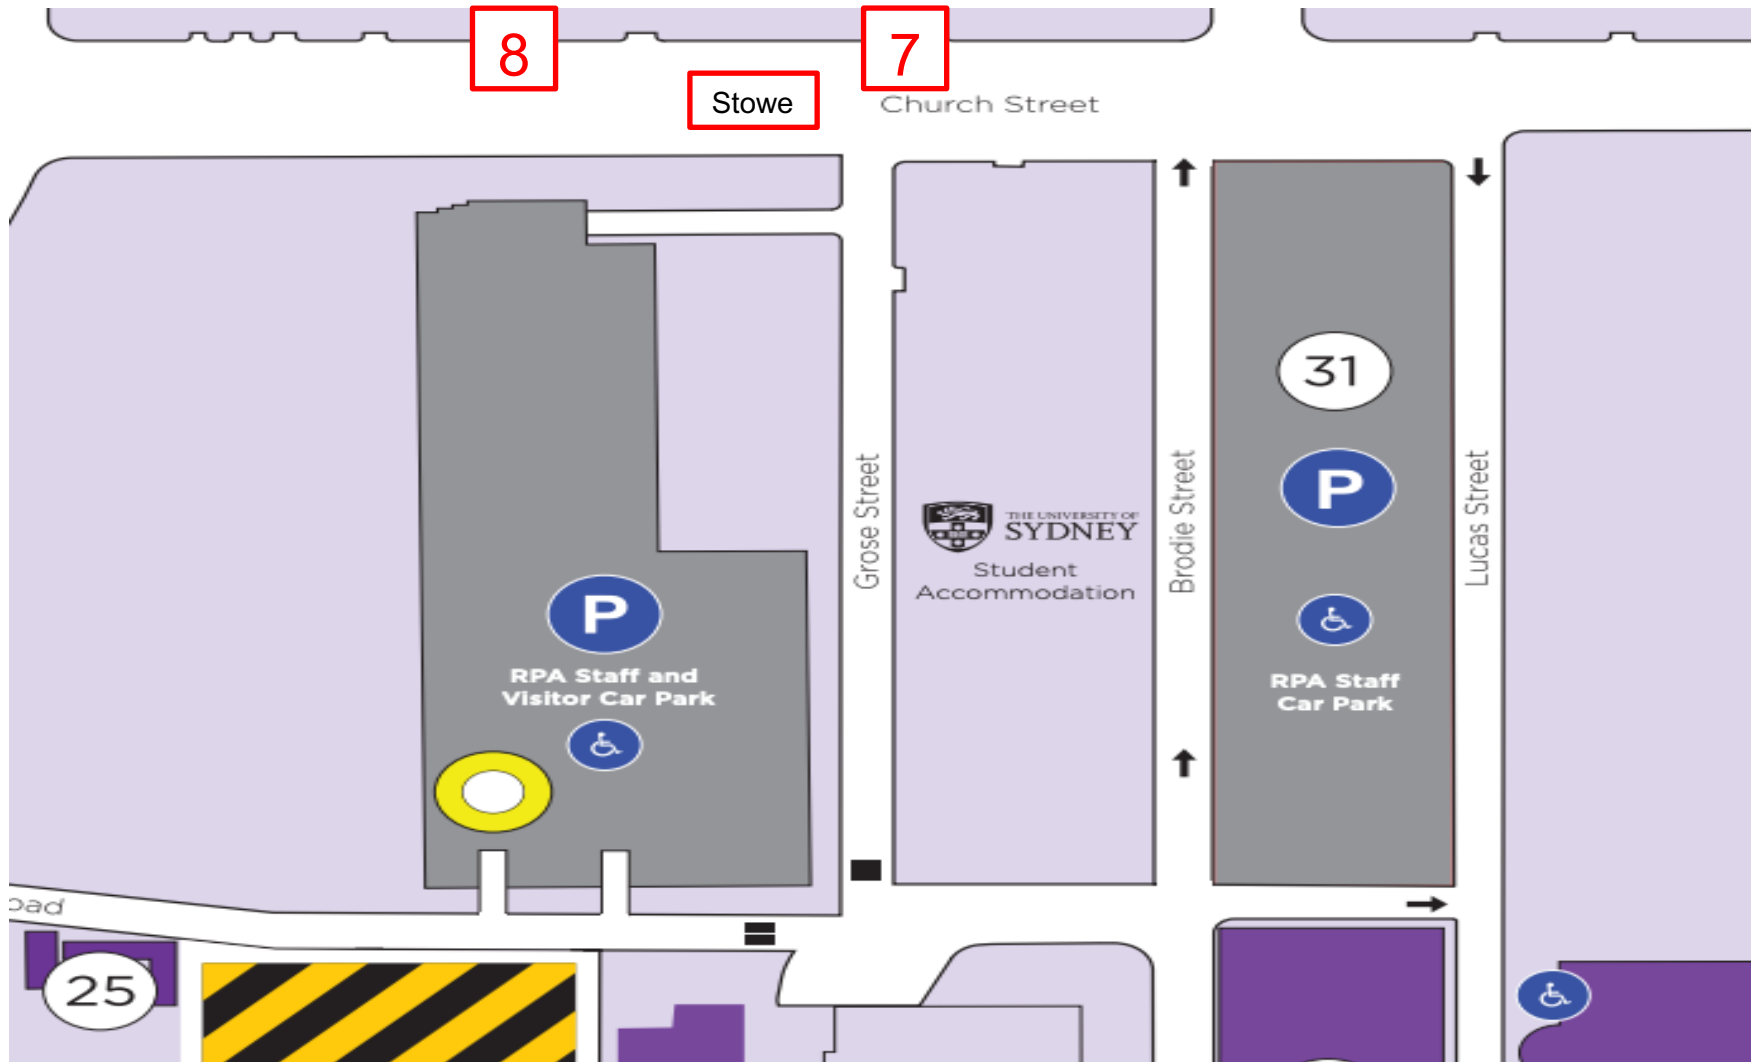 8
7
Stowe
Church Street
31
P
Grose Street
THE UNIVERSITY OF
SYDNEY
Student
Accommodation
Brodie Street
Lucas Street
P
RPA Staff and
Visitor Car Park
RPA Staff
Car Park
oad
25